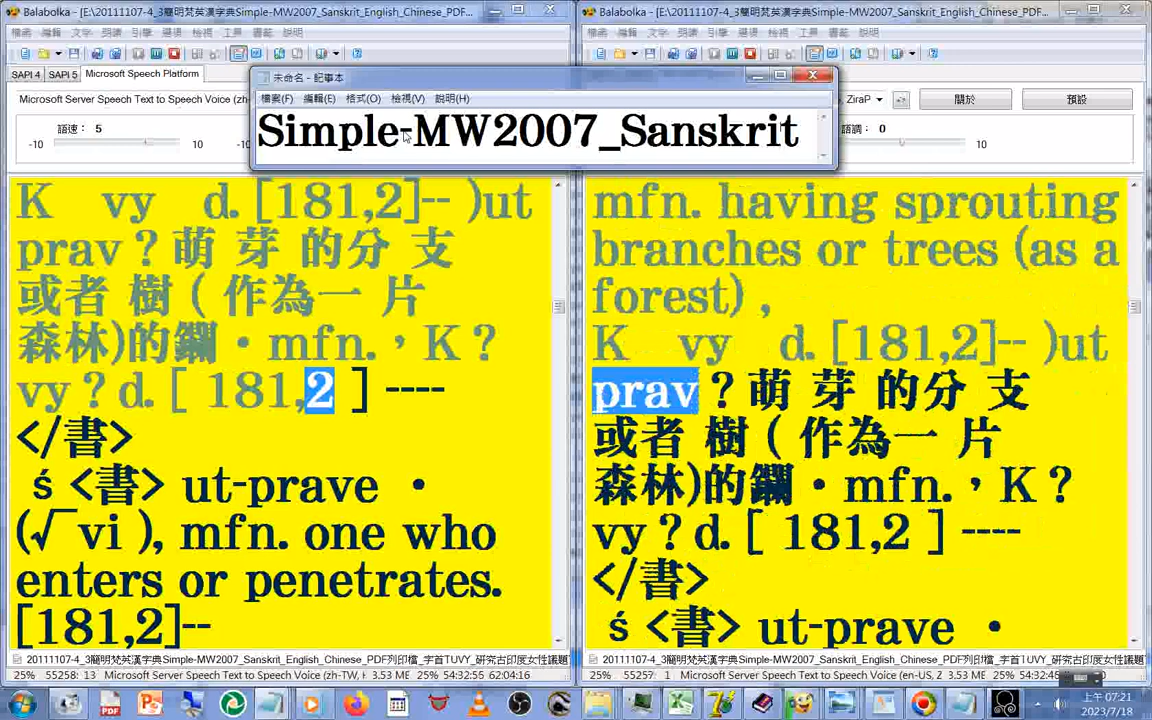 Balabolka - [E:\20111107-4_3簡明梵英漢字典Simple-MW2007_Sanskrit_English_Chinese_PDF...
Balabolka - [E:\20111107-4_3簡明梵英漢字典Simple-MW2007_Sanskrit_English_Chinese_PDF...
SAPI 4 SAPI 5 Microsoft Speech Platform
未命名 - 記事本
檔案(F) 編輯(E) 格式(O) 檢視(V) 說明(H)
Simple-MW2007_Sanskrit
Microsoft Server Speech Text to Speech Voice (zh-
語速： 5
-10 10 -10
ZiraP
關於 預設
語調： 0
10
K vy d. [181,2]-- )ut
prav ? 萌 芽 的分 支
或者 樹 ( 作為一 片
森林)的鑭‧mfn.，K ?
vy ? d. [ 181,2 ] ----
</書>
ś <書> ut-prave ‧
(√ vi ), mfn. one who
enters or penetrates.
[181,2]--
mfn. having sprouting
branches or trees (as a
forest) ,
K vy d. [181,2]-- )ut
prav ? 萌 芽 的分 支
或者 樹 ( 作為一 片
森林)的鑭‧mfn.，K ?
vy ? d. [ 181,2 ] ----
</書>
ś <書> ut-prave ‧
20111107-4_3簡明梵英漢字典Simple-MW2007_Sanskrit_English_Chinese_PDF列印檔_字首TUVY_研究古印度女性議題
20111107-4_3簡明梵英漢字典Simple-MW2007_Sanskrit_English_Chinese_PDF列印檔_字首TUVY_研究古印度女性議題
25% 55258: 13 Microsoft Server Speech Text to Speech Voice (zh-TW, H 3.53 ME 25% 54:32:55 62:04:16
25% 55257: 1 Microsoft Server Speech Text to Speech Voice (en-US, Z 3.53 ME 25% 54:32:48
上午 07:21
2023/7/18